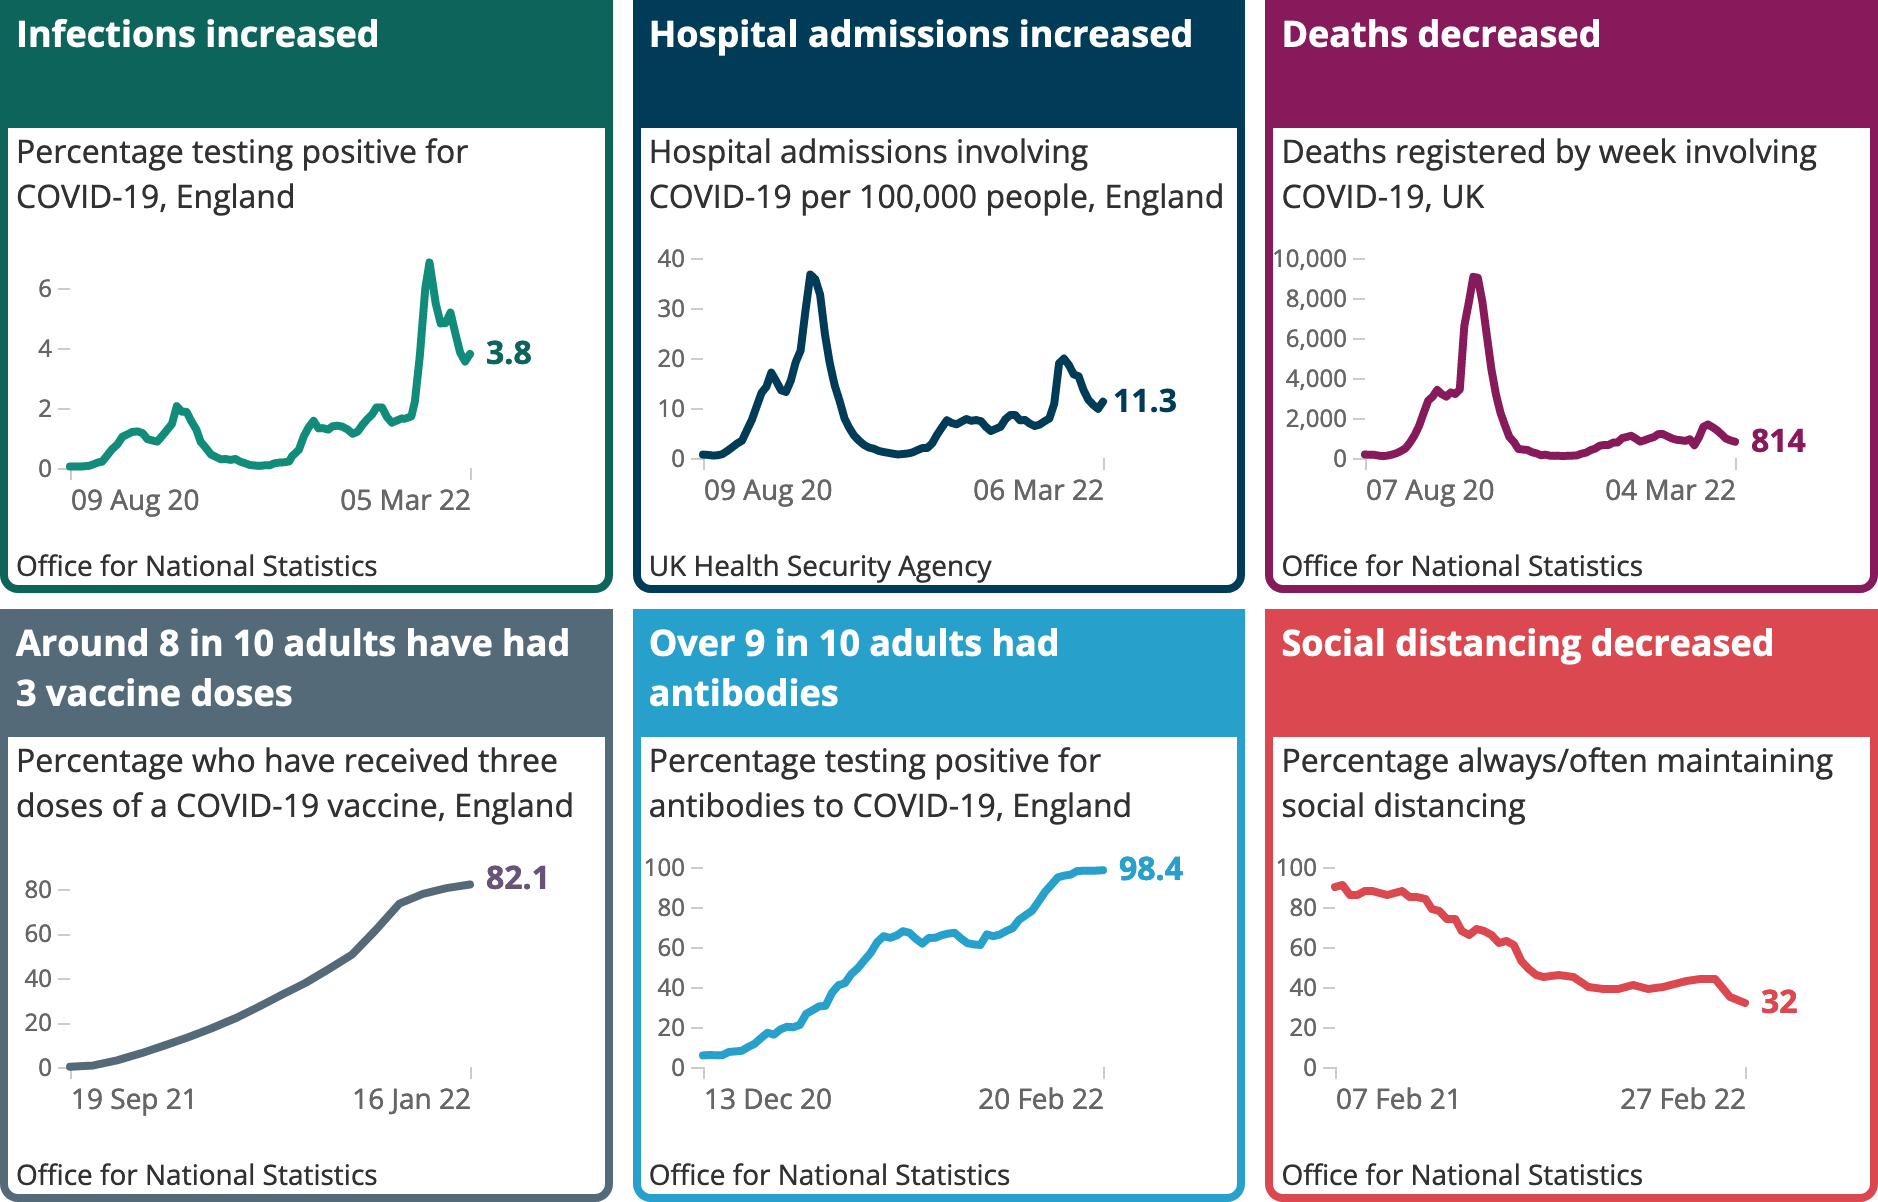 Infections increased
Percentage testing positive for
COVID-19, England
6
4
2
0
3.8
09 Aug 20
05 Mar 22
Office for National Statistics
Hospital admissions increased
Hospital admissions involving
COVID-19 per 100,000 people, England
40
30
20
10
0
11.3
09 Aug 20
06 Mar 22
UK Health Security Agency
Deaths decreased
Deaths registered by week involving
COVID-19, UK
10,000
8,000
6,000
4,000
2,000
0
814
07 Aug 20
04 Mar 22
Office for National Statistics
Around 8 in 10 adults have had
3 vaccine doses
Percentage who have received three
doses of a COVID-19 vaccine, England
80
60
40
20
0
82.1
19 Sep 21
16 Jan 22
Office for National Statistics
Over 9 in 10 adults had
antibodies
Percentage testing positive for
antibodies to COVID-19, England
100
80
60
40
20
0
98.4
13 Dec 20
20 Feb 22
Office for National Statistics
Social distancing decreased
Percentage always/often maintaining
social distancing
100
80
60
40
20
0
32
07 Feb 21
27 Feb 22
Office for National Statistics